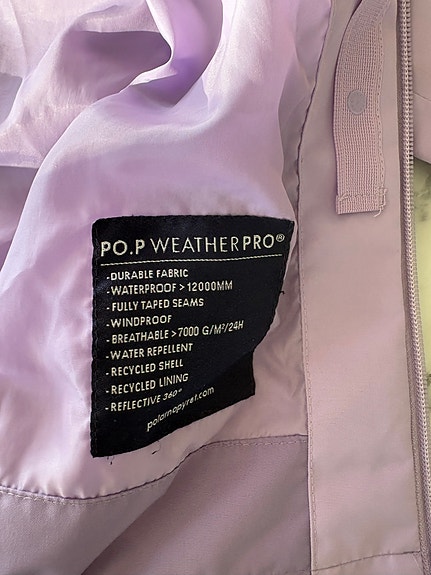 PO.P WEATHERPRO®
-DURABLE FABRIC
-WATERPROOF > 12000MM
-FULLY TAPED SEAMS
-WINDPROOF
-BREATHABLE >7000 G/M²/24H
-WATER REPELLENT
-RECYCLED SHELL
-RECYCLED LINING
-REFLECTIVE 360°
polarnopyret.com